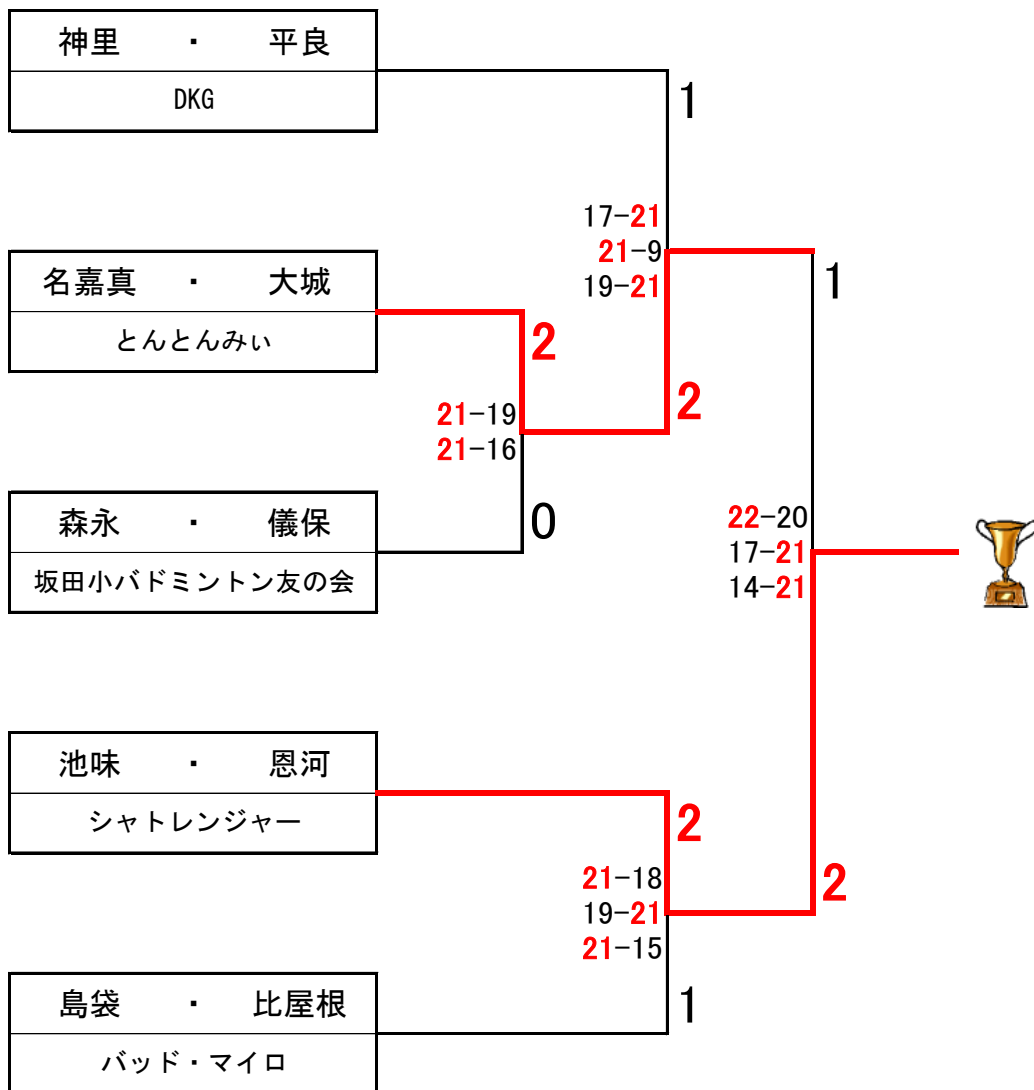 神里 ・ 平良
DKG
1
17-21
21-9
19-21
1
名嘉真 ・ 大城
とんとんみぃ
2
2
21-19
21-16
森永 ・ 儀保
坂田小バドミントン友の会
0
22-20
17-21
14-21
池味 ・ 恩河
シャトレンジャー
2
21-18
19-21
21-15
2
島袋 ・ 比屋根
バッド・マイロ
1